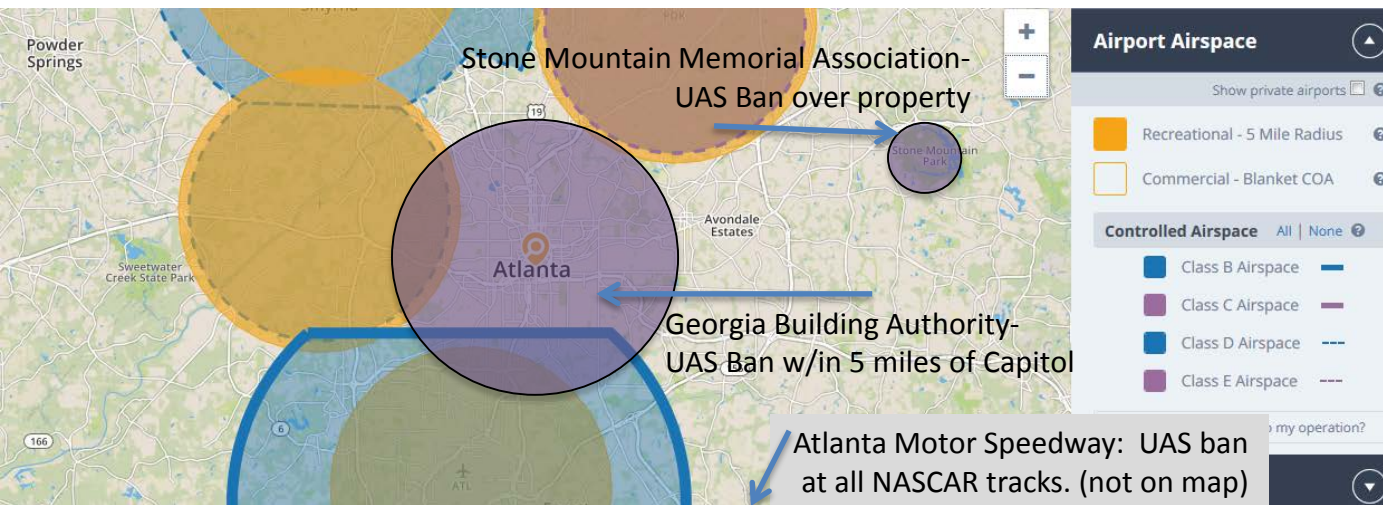 Smyrna
PDK
Powder
Springs
Stone Mountain Memorial Association-
UAS Ban over property
+
-
19
Stone Mountain
Park
Avondale
Estates
Sweetwater
Creek State Park
Atlanta
Georgia Building Authority-
UAS Ban w/in 5 miles of Capitol
6
166
ATL
Atlanta Motor Speedway: UAS ban
at all NASCAR tracks. (not on map)
Airport Airspace
Show private airports ?
Recreational - 5 Mile Radius ?
Commercial - Blanket COA ?
Controlled Airspace All | None ?
Class B Airspace
Class C Airspace
Class D Airspace
Class E Airspace
my operation?